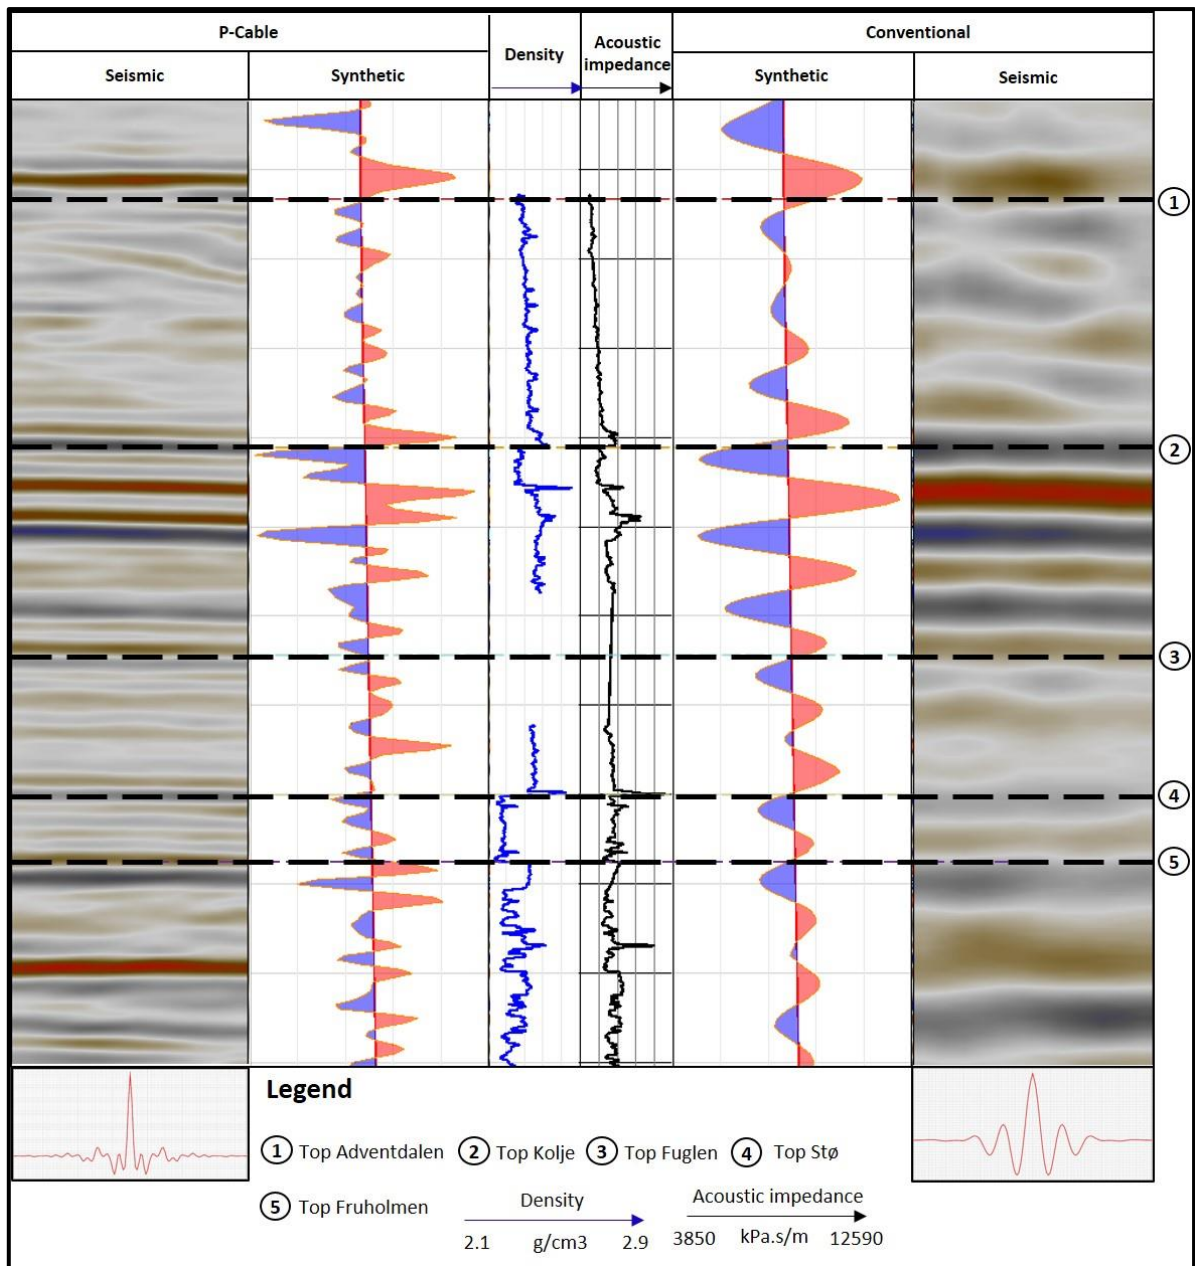 P-Cable
Conventional
Density
Acoustic
impedance
Seismic
Synthetic
Synthetic
Seismic
1
2
3
4
5
Legend
1 Top Adventdalen 2 Top Kolje 3 Top Fuglen 4 Top Stø
5 Top Fruholmen
Density
2.1 g/cm3 2.9
Acoustic impedance
3850 kPa.s/m 12590